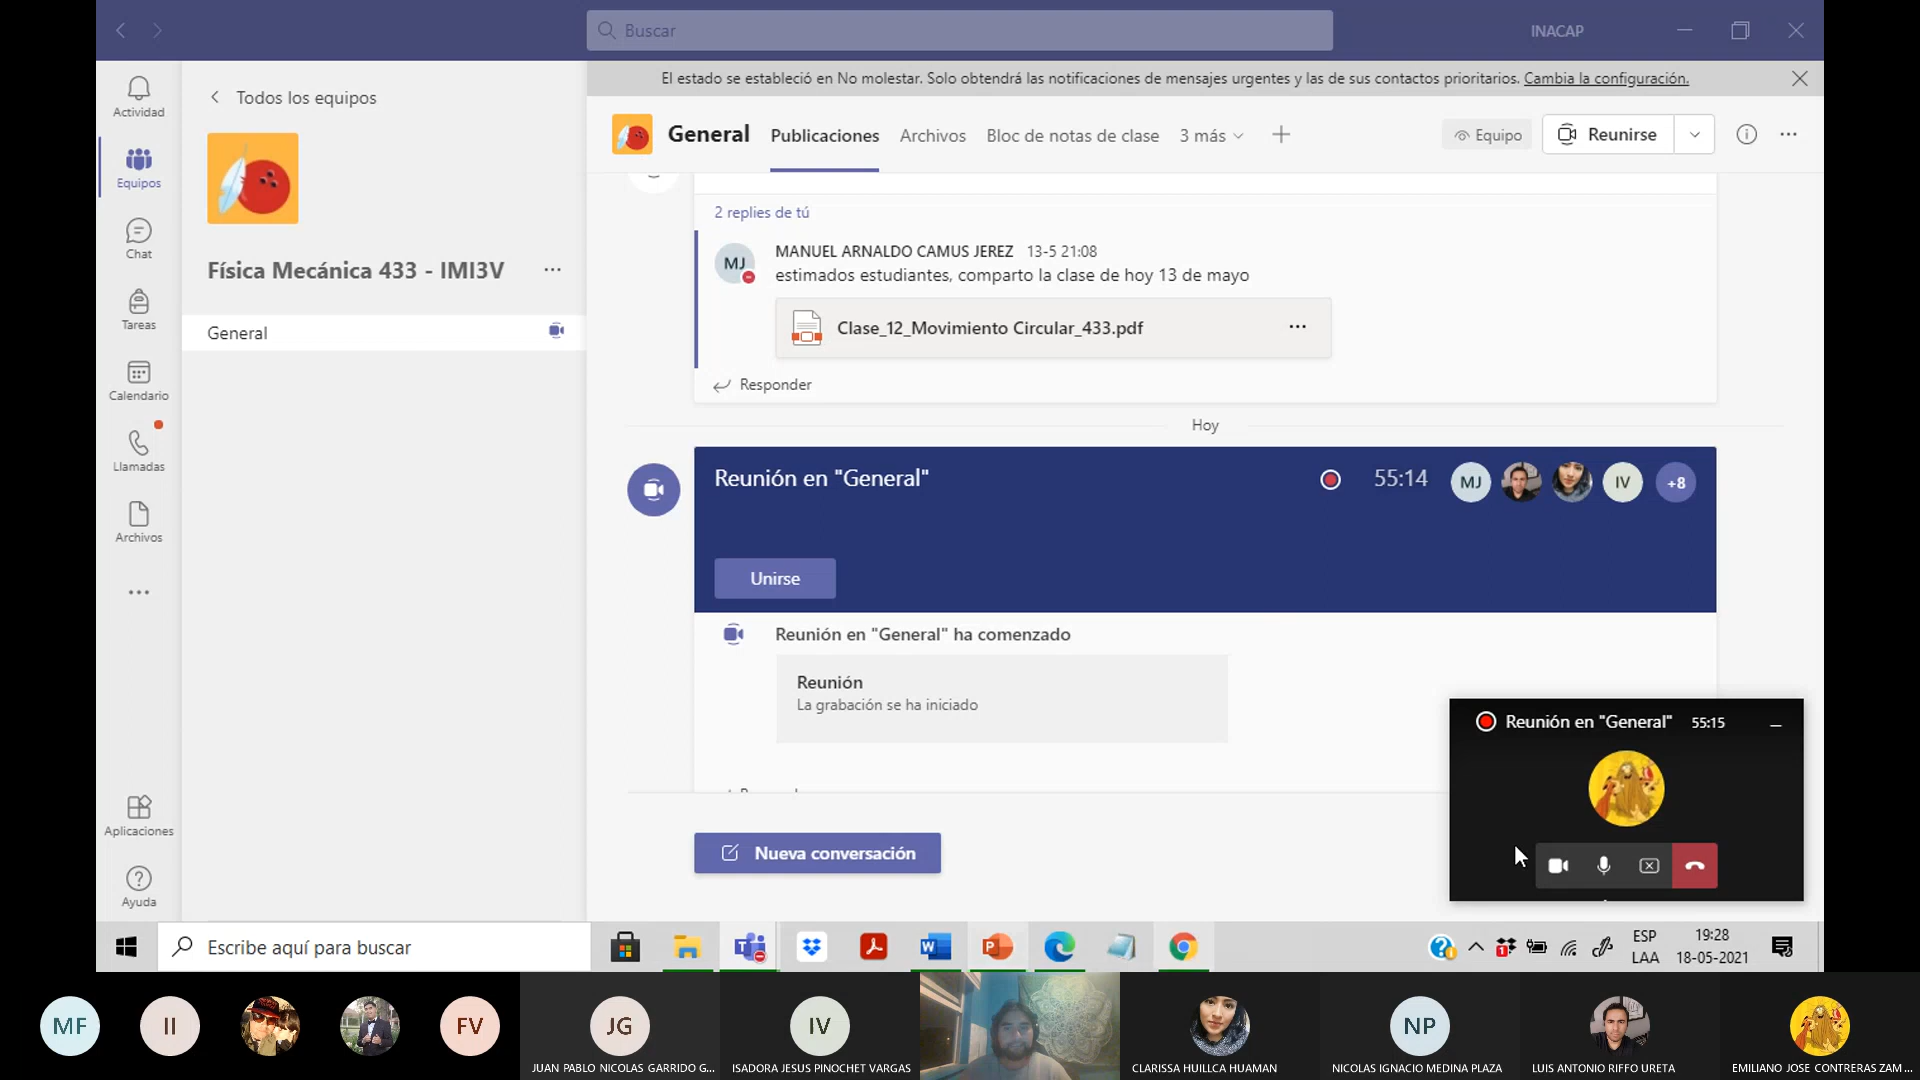 Buscar
INACAP
El estado se estableció en No molestar. Solo obtendrá las notificaciones de mensajes urgentes y las de sus contactos prioritarios. Cambia la configuración.
Actividad
Equipos
Chat
Tareas
Calendario
Llamadas
Archivos
Aplicaciones
Ayuda
Todos los equipos
Física Mecánica 433 - IMI3V
General
General
Publicaciones
Archivos
Bloc de notas de clase
3 más
Equipo
Reunirse
2 replies de tú
MJ
MANUEL ARNALDO CAMUS JEREZ 13-5 21:08
estimados estudiantes, comparto la clase de hoy 13 de mayo
Clase_12_Movimiento Circular_433.pdf
Responder
Hoy
Reunión en "General"
55:14
MJ
IV
+8
Unirse
Reunión en "General" ha comenzado
Reunión
La grabación se ha iniciado
Nueva conversación
Reunión en "General" 55:15
Escribe aquí para buscar
ESP
LAA
19:28
18-05-2021
MF
II
FV
JG
IV
NP
JUAN PABLO NICOLAS GARRIDO G...
ISADORA JESUS PINOCHET VARGAS
CLARISSA HUILLCA HUAMAN
NICOLAS IGNACIO MEDINA PLAZA
LUIS ANTONIO RIFFO URETA
EMILIANO JOSE CONTRERAS ZAM...